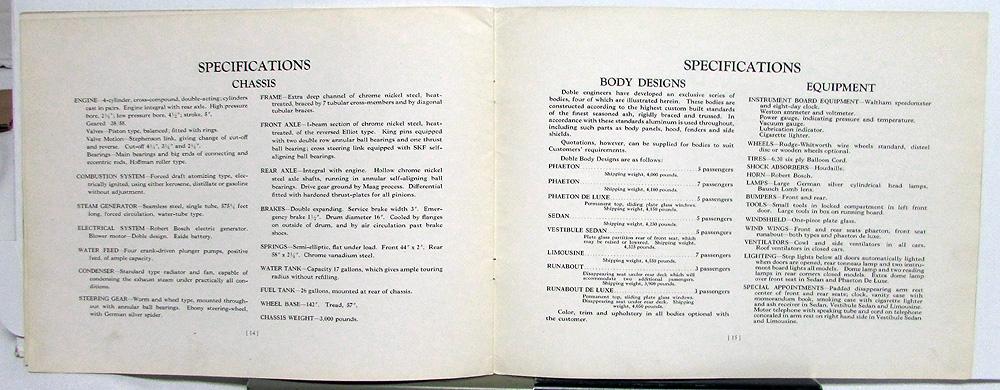 SPECIFICATIONS
CHASSIS
ENGINE—4-cylinder, cross-compound, double-acting; cylinders
cast in pairs. Engine integral with rear axle. High pressure
bore, 2½"; low pressure, bore, 4½"; stroke, 5".
Geared
Valves—Piston type, balanced, fitted with rings.
Valve Motion—Stephenson link, giving change of cut-off
and reverse. Cut-off
Bearings—Main bearings and big ends of connecting and
eccentric rods, Hoffman roller type.
COMBUSTION SYSTEM—Forced draft atomizing type, elec-
trically ignited, using either kerosene, distillate or gasoline
without adjustment.
STEAM GENERATOR—Seamless steel, single tube, 575½ feet
long, forced circulation, water-tube type.
ELECTRICAL SYSTEM—Robert Bosch electric generator.
Blower motor—Doble design. Exide battery.
WATER FEED—Four crank-driven plunger pumps, positive
feed, of ample capacity.
CONDENSER—Standard type radiator and fan, capable of
condensing the exhaust steam under practically all con-
ditions.
STEERING GEAR—Worm and wheel type, mounted through-
out with annular ball bearings. Ebony steering-wheel,
with German silver spider.
FRAME—Extra deep channel of chrome nickel steel, heat-
treated, braced by 7 tubular cross-members and by diagonal
tubular braces.
FRONT AXLE—I-beam section of chrome nickel steel, heat-
treated, of the reversed Elliot type. King pins equipped
with two double row annular ball bearings and one thrust
ball bearing; cross steering link equipped with SKF self-
aligning ball bearings.
REAR AXLE—Integral with engine. Hollow chrome nickel
steel axle shafts, running in annular self-aligning ball
bearings. Drive gear ground by Maag process. Differential
fitted with hardened thrust-plates for all pinions.
BRAKES—Double expanding. Service brake width 3". Emer-
gency brake 1½". Drum diameter 16". Cooled by flanges
on outside of drum, and by air circulation past brake
shoes.
SPRINGS—Semi-elliptic, flat under load. Front 44" x 2". Rear
58" x 2½". Chrome vanadium steel.
WATER TANK—Capacity 17 gallons, which gives ample touring
radius without refilling.
FUEL TANK—26 gallons, mounted at rear of chassis.
WHEEL BASE—142". Tread, 57".
CHASSIS WEIGHT—3,000 pounds.
[ 14 ]
SPECIFICATIONS
BODY DESIGNS
Doble engineers have developed an exclusive series of
bodies, four of which are illustrated herein. These bodies are
constructed according to the highest custom built standards
of the finest seasoned ash, rigidly braced and trussed. In
accordance with these standards aluminum is used throughout,
including such parts as body panels, hood, fenders and side
shields.
Quotations, however, can be supplied for bodies to suit
Customers' requirements.
Doble Body Designs are as follows:
PHAETON 5 passengers
Shipping weight, 4,000 pounds.
PHAETON 7 passengers
Shipping weight, 4,100 pounds.
PHAETON DE LUXE 5 passengers
Permanent top, sliding plate glass windows.
Shipping weight, 4,150 pounds.
SEDAN 5 passengers
Shipping weight, 4,250 pounds.
VESTIBULE SEDAN 5 passengers
Plate glass partition rear of front seat, which
may be raised or lowered. Shipping weight,
4,325 pounds.
LIMOUSINE 7 passengers
Shipping weight, 4,550 pounds.
RUNABOUT 3 passengers
Disappearing seat under rear deck which will
accommodate two additional passengers.
Shipping weight, 3,900 pounds.
RUNABOUT DE LUXE 3 passengers
Permanent top, sliding plate glass windows.
Disappearing seat under rear deck. Shipping
weight, 4,050 pounds.
Color, trim and upholstery in all bodies optional with
the customer.
EQUIPMENT
INSTRUMENT BOARD EQUIPMENT—Waltham speedometer
and eight-day clock.
Weston ammeter and voltmeter.
Power gauge, indicating pressure and temperature.
Vacuum gauge.
Lubrication indicator.
Cigarette lighter.
WHEELS—Rudge-Whitworth wire wheels standard, disteel
disc or wooden wheels optional.
TIRES—6.20 six ply Balloon Cord.
SHOCK ABSORBERS—Houdaille.
HORN—Robert Bosch.
LAMPS—Large German silver cylindrical head lamps,
Bausch Lomb lens.
BUMPERS—Front and rear.
TOOLS—Small tools in locked compartment in left front
door. Large tools in box on running board.
WINDSHIELD—One-piece plate glass.
WIND WINGS—Front and rear seats phaeton, front seat
runabout—both types and phaeton de luxe.
VENTILATORS—Cowl and side ventilators in all cars.
Roof ventilators in closed cars.
LIGHTING—Step lights below all doors automatically lighted
when doors are opened, rear tonneau lamp and two instru-
ment board lights all models. Dome lamp and two reading
lamps in rear corners closed models. Extra dome lamp
over front seat in Sedan and Phaeton De Luxe.
SPECIAL APPOINTMENTS—Padded disappearing arm rest
center of front and rear seats; clock, vanity case with
memorandum book, smoking case with cigarette lighter
and ash receiver in Sedan, Vestibule Sedan and Limousine.
Motor telephone with speaking tube and cord on telephone
concealed in arm rest on right hand side in Vestibule Sedan
and Limousine.
[ 15 ]